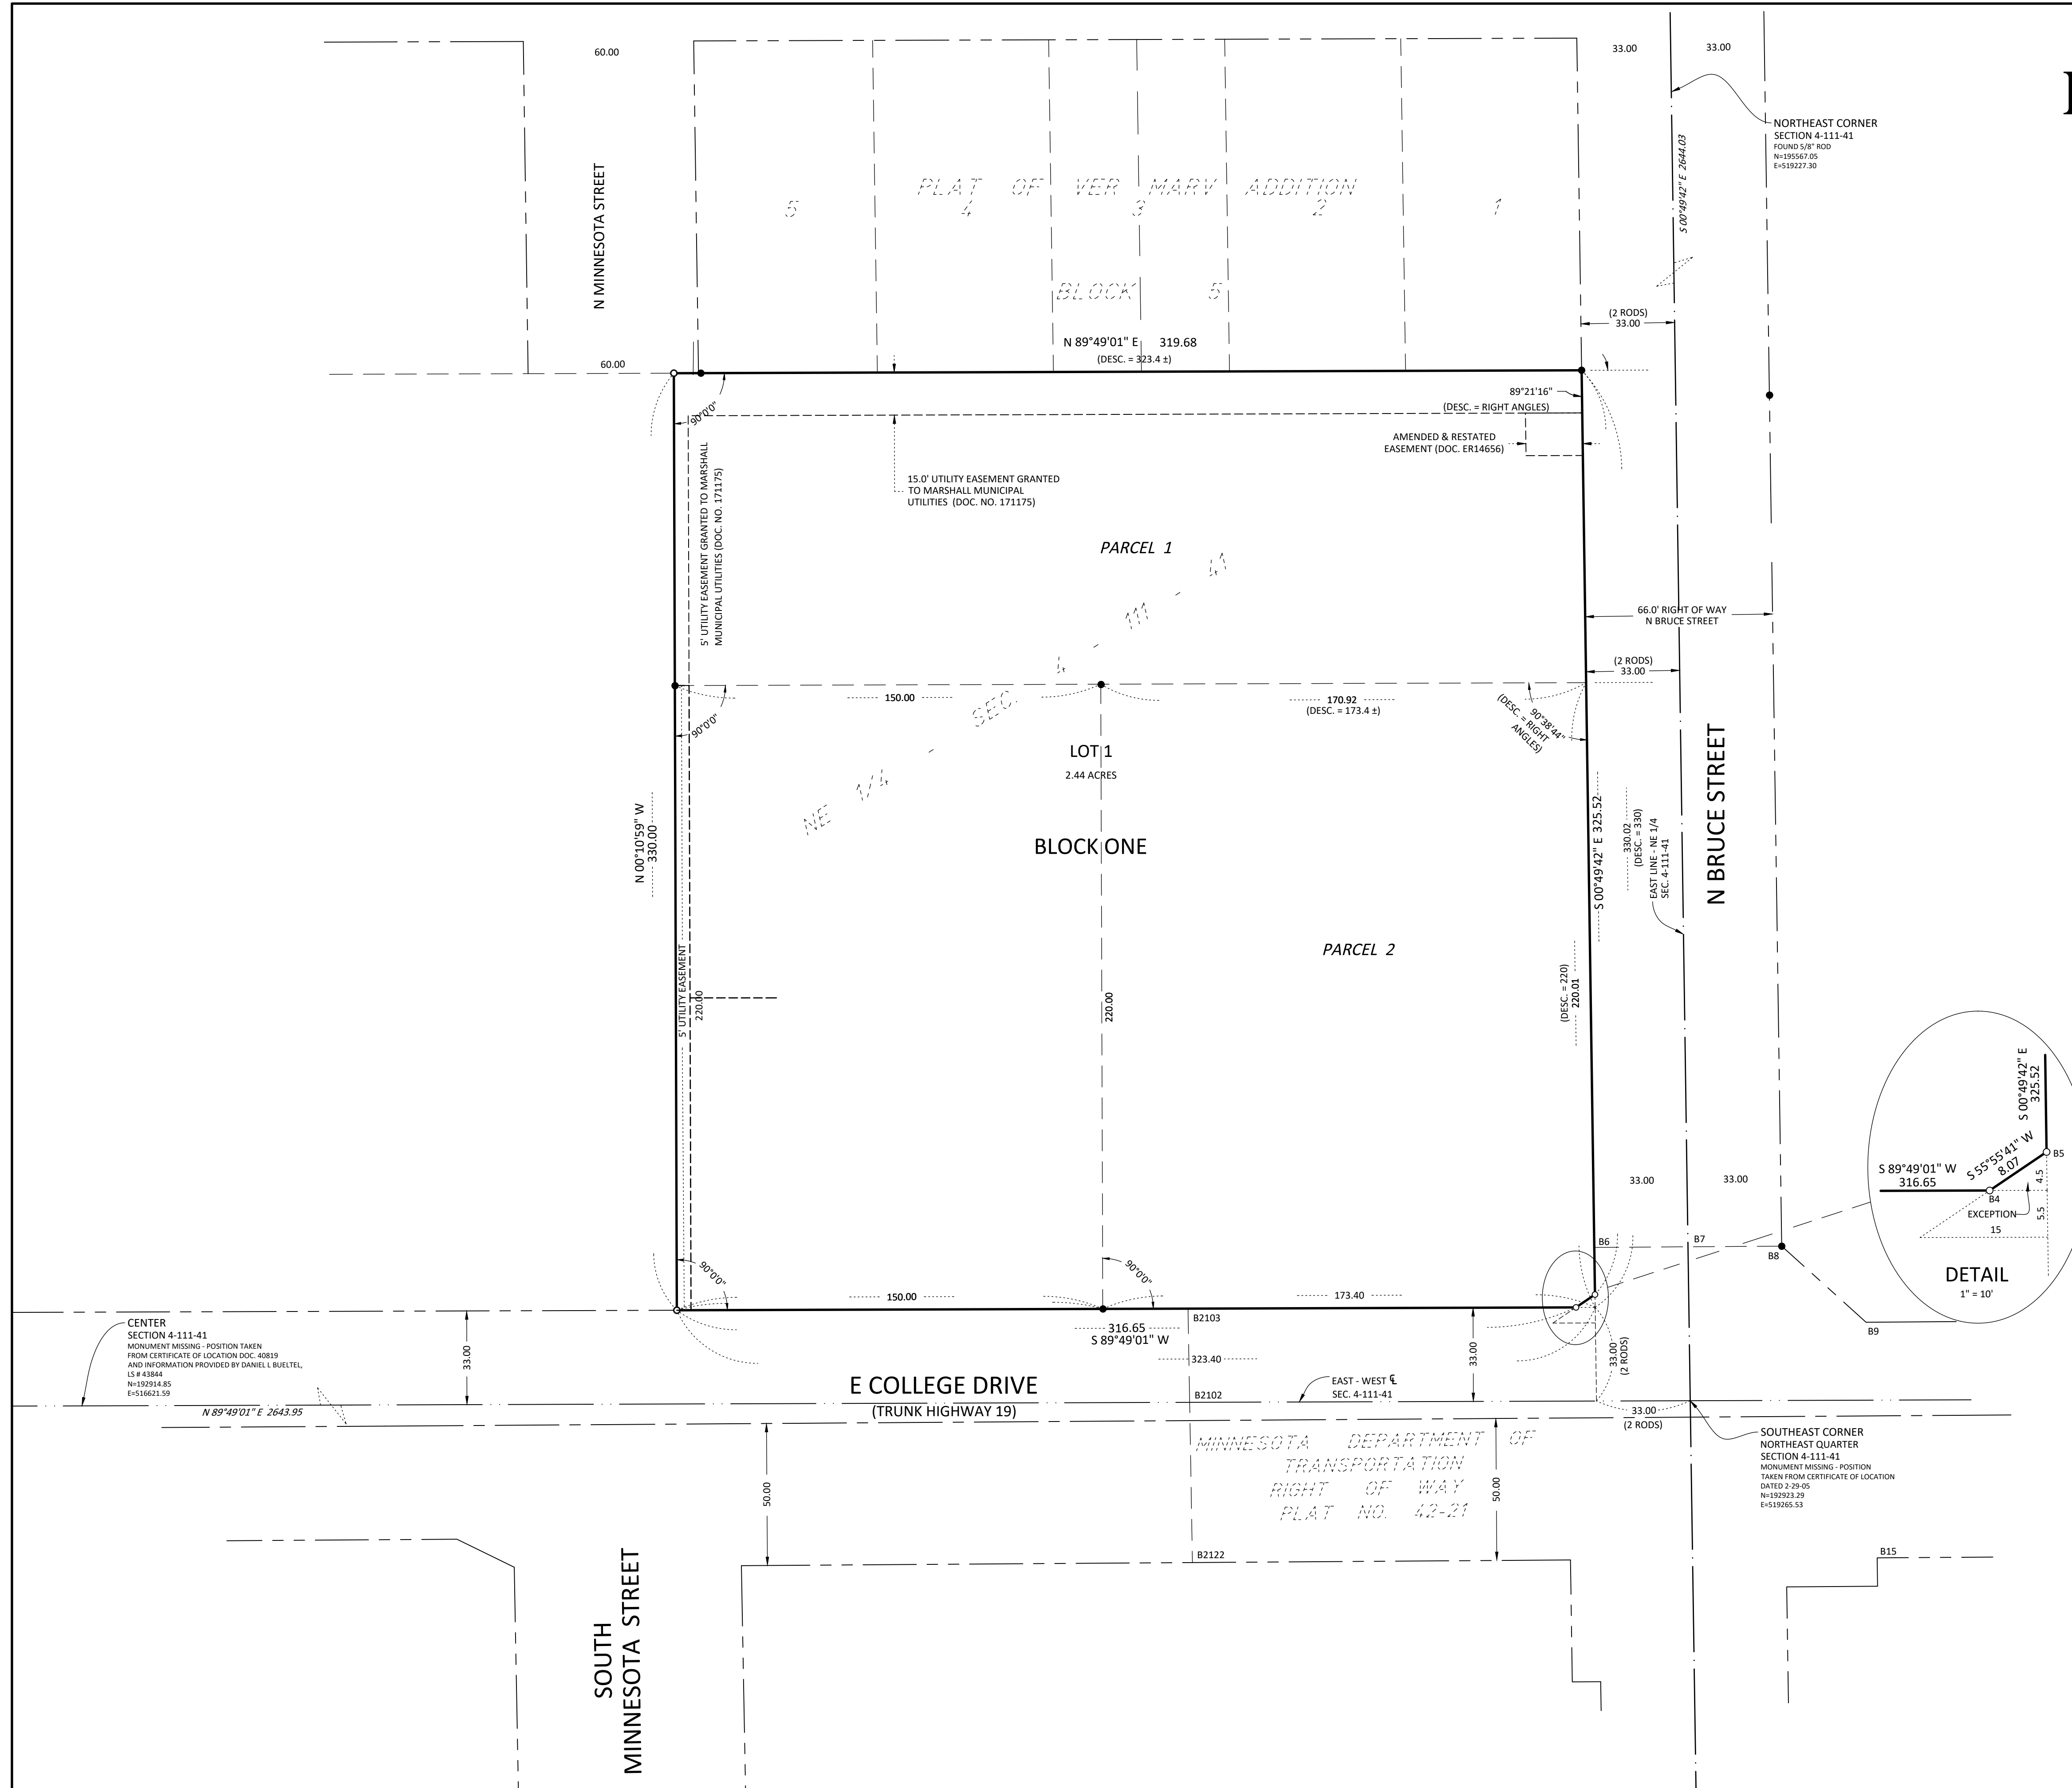 60.00
33.00
33.00
NORTHEAST CORNER
SECTION 4-111-41
FOUND 5/8" ROD
N=195567.05
E=519227.30
S 00°49'42" E 2644.03
N MINNESOTA STREET
PLAT OF VER MARV ADDITION
5
4
3
2
1
BLOCK 5
(2 RODS)
33.00
N 89°49'01" E 319.68
(DESC. = 323.4 ±)
60.00
89°21'16"
(DESC. = RIGHT ANGLES)
90°0'0"
AMENDED & RESTATED
EASEMENT (DOC. ER14656)
15.0' UTILITY EASEMENT GRANTED
TO MARSHALL MUNICIPAL
UTILITIES (DOC. NO. 171175)
5' UTILITY EASEMENT GRANTED TO MARSHALL
MUNICIPAL UTILITIES (DOC. NO. 171175)
PARCEL 1
NE 1/4 - SEC. 4 - 111 - 41
66.0' RIGHT OF WAY
N BRUCE STREET
(2 RODS)
33.00
150.00
170.92
(DESC. = 173.4 ±)
90°0'0"
90°38'44"
(DESC. = RIGHT
ANGLES)
LOT 1
2.44 ACRES
BLOCK ONE
N 00°10'59" W
330.00
S 00°49'42" E 325.52
330.02
(DESC. = 330)
EAST LINE - NE 1/4
SEC. 4-111-41
N BRUCE STREET
PARCEL 2
5' UTILITY EASEMENT
220.00
220.00
(DESC. = 220)
220.01
S 00°49'42" E
325.52
S 55°55'41" W
8.07
S 89°49'01" W
316.65
B5
B4
4.5
EXCEPTION
5.5
15
DETAIL
1" = 10'
33.00
33.00
B6
B7
B8
B9
90°0'0"
90°0'0"
150.00
173.40
B2103
316.65
S 89°49'01" W
323.40
CENTER
SECTION 4-111-41
MONUMENT MISSING - POSITION TAKEN
FROM CERTIFICATE OF LOCATION DOC. 40819
AND INFORMATION PROVIDED BY DANIEL L BUELTEL,
LS # 43844
N=192914.85
E=516621.59
33.00
33.00
33.00
(2 RODS)
E COLLEGE DRIVE
(TRUNK HIGHWAY 19)
B2102
EAST - WEST ℄
SEC. 4-111-41
N 89°49'01" E 2643.95
33.00
(2 RODS)
SOUTHEAST CORNER
NORTHEAST QUARTER
SECTION 4-111-41
MONUMENT MISSING - POSITION
TAKEN FROM CERTIFICATE OF LOCATION
DATED 2-29-05
N=192923.29
E=519265.53
MINNESOTA DEPARTMENT OF
TRANSPORTATION
RIGHT OF WAY
PLAT NO. 42-21
50.00
50.00
B2122
B15
SOUTH
MINNESOTA STREET